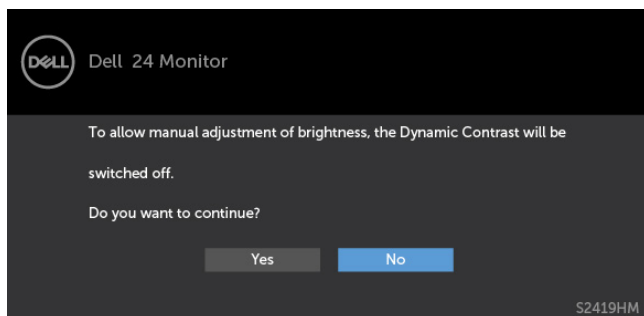 DELL
Dell 24 Monitor
To allow manual adjustment of brightness, the Dynamic Contrast will be
switched off.
Do you want to continue?
Yes No
S2419HM